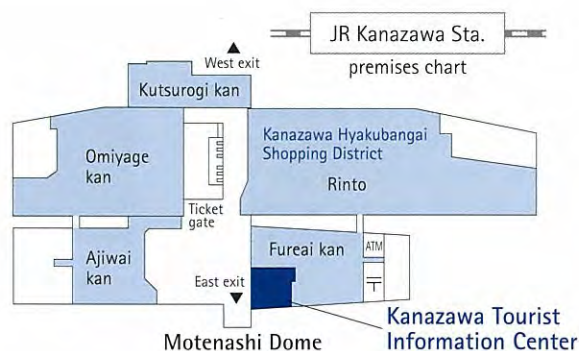 JR Kanazawa Sta.
premises chart
West exit
Kutsurogi kan
Kanazawa Hyakubangai
Shopping District
Omiyage
kan
Rinto
Ticket
gate
Fureai kan
ATM
〒
Ajiwai
kan
East exit
Kanazawa Tourist
Information Center
Motenashi Dome